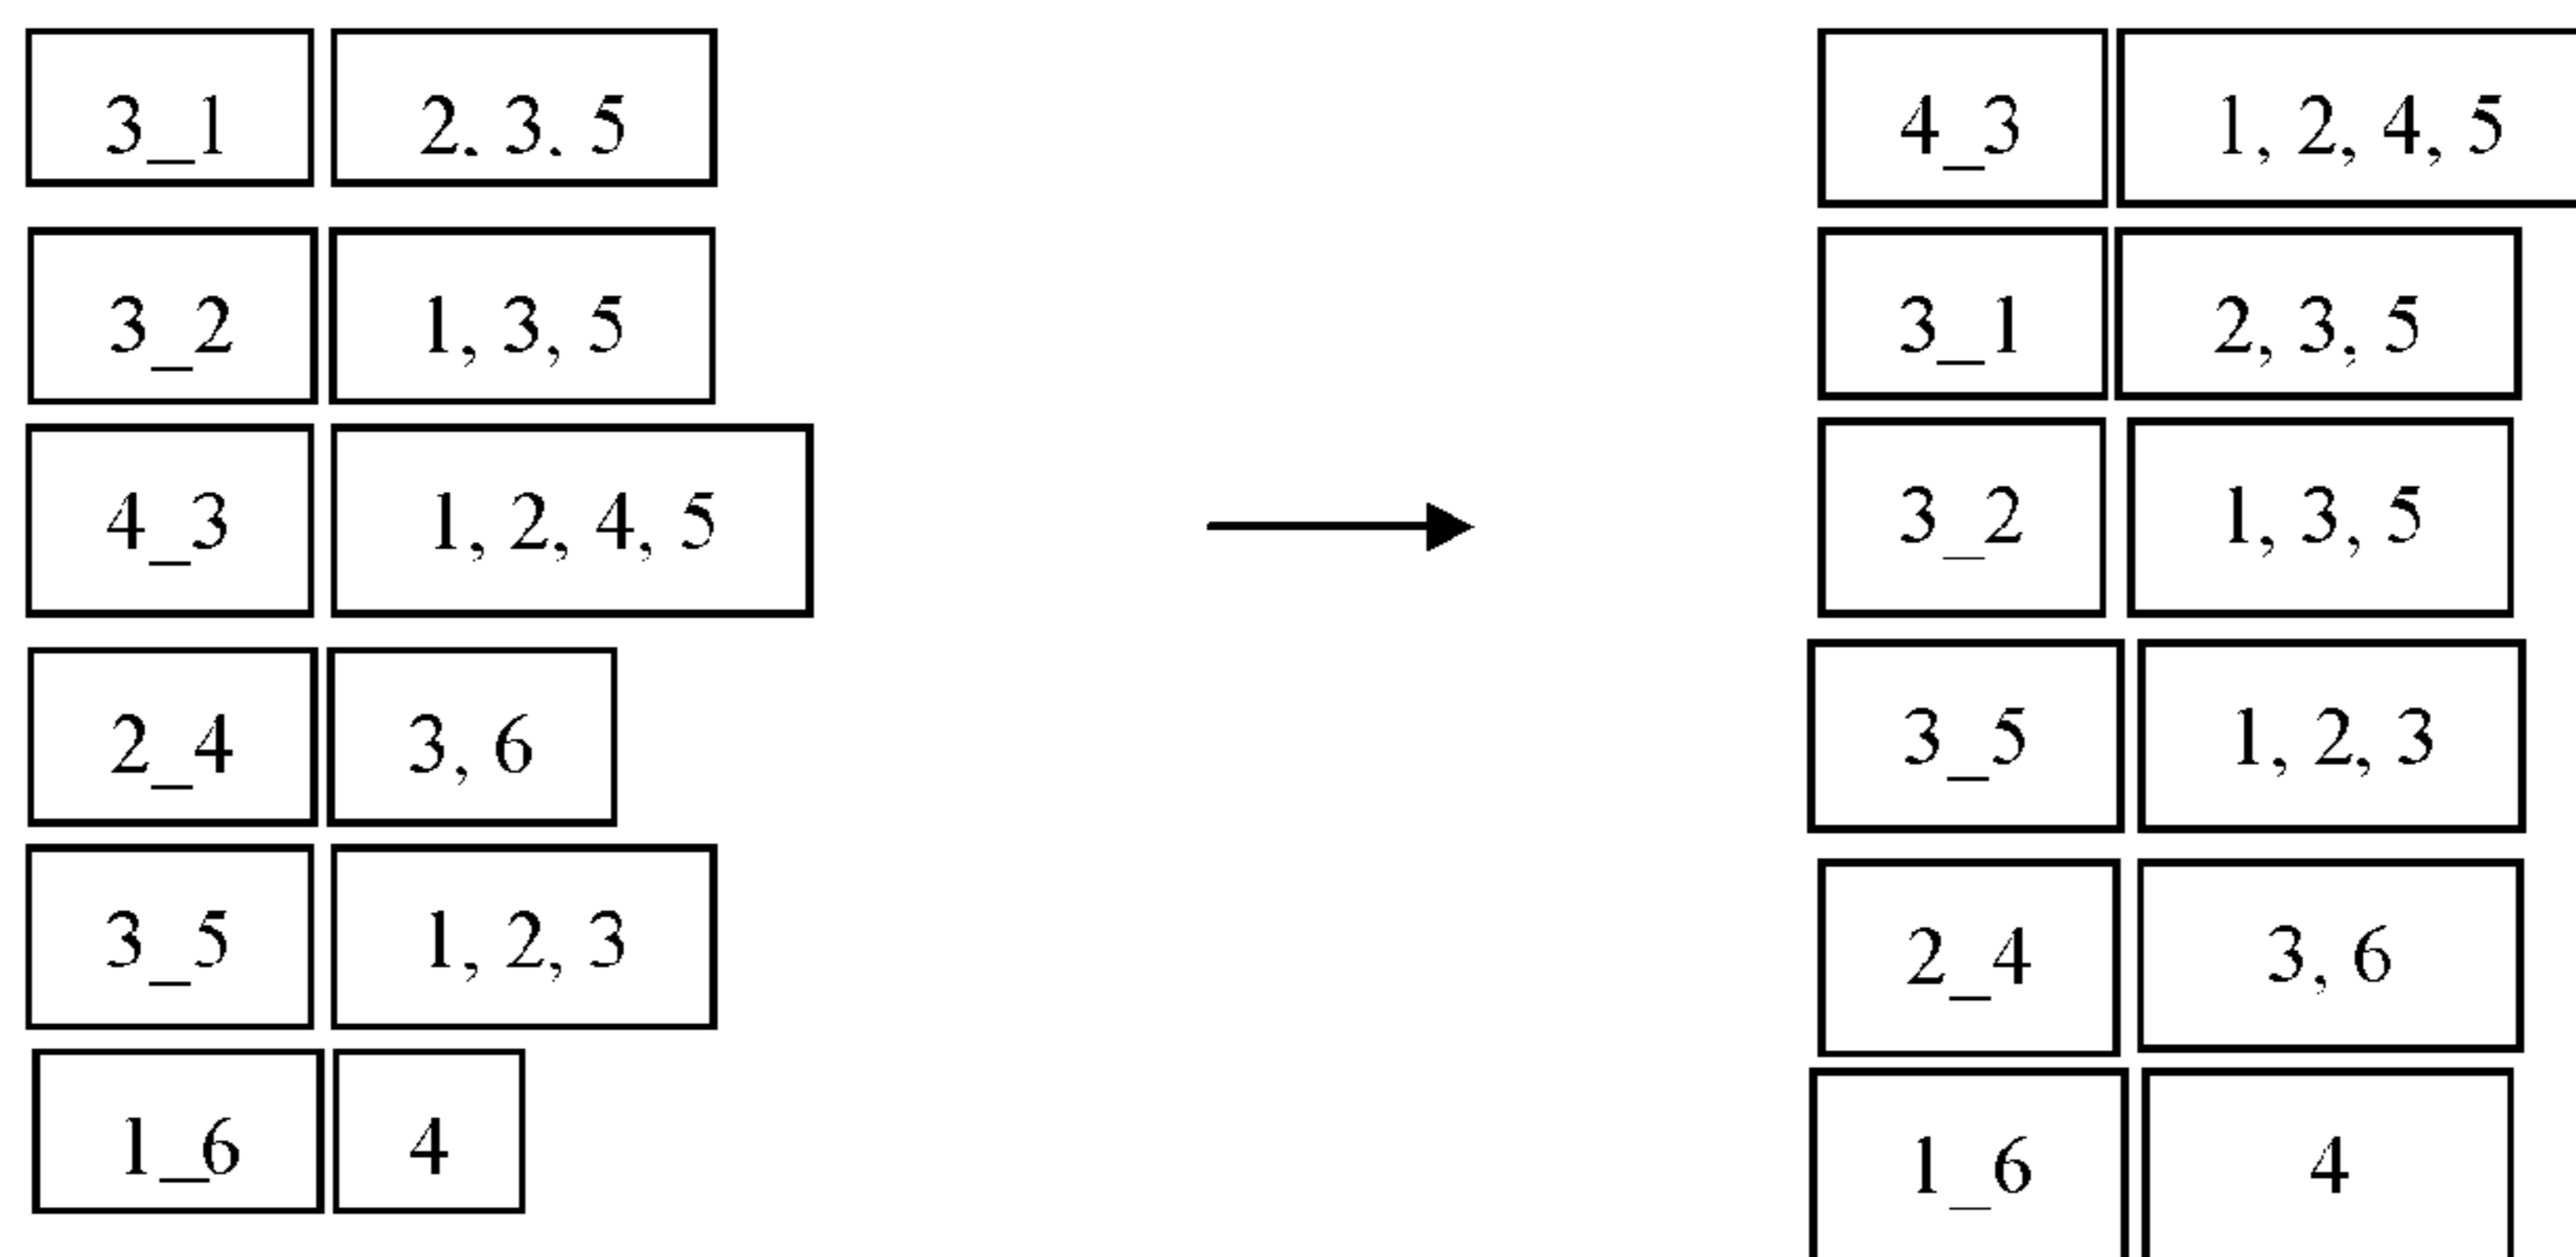 3_1 2. 3. 5
3_2 1, 3, 5
4_3 1, 2, 4, 5
2_4 3, 6
3_5 1, 2, 3
1_6 4
4_3 1, 2, 4, 5
3_1 2, 3, 5
3_2 1, 3, 5
3_5 1, 2, 3
2_4 3, 6
1_6 4